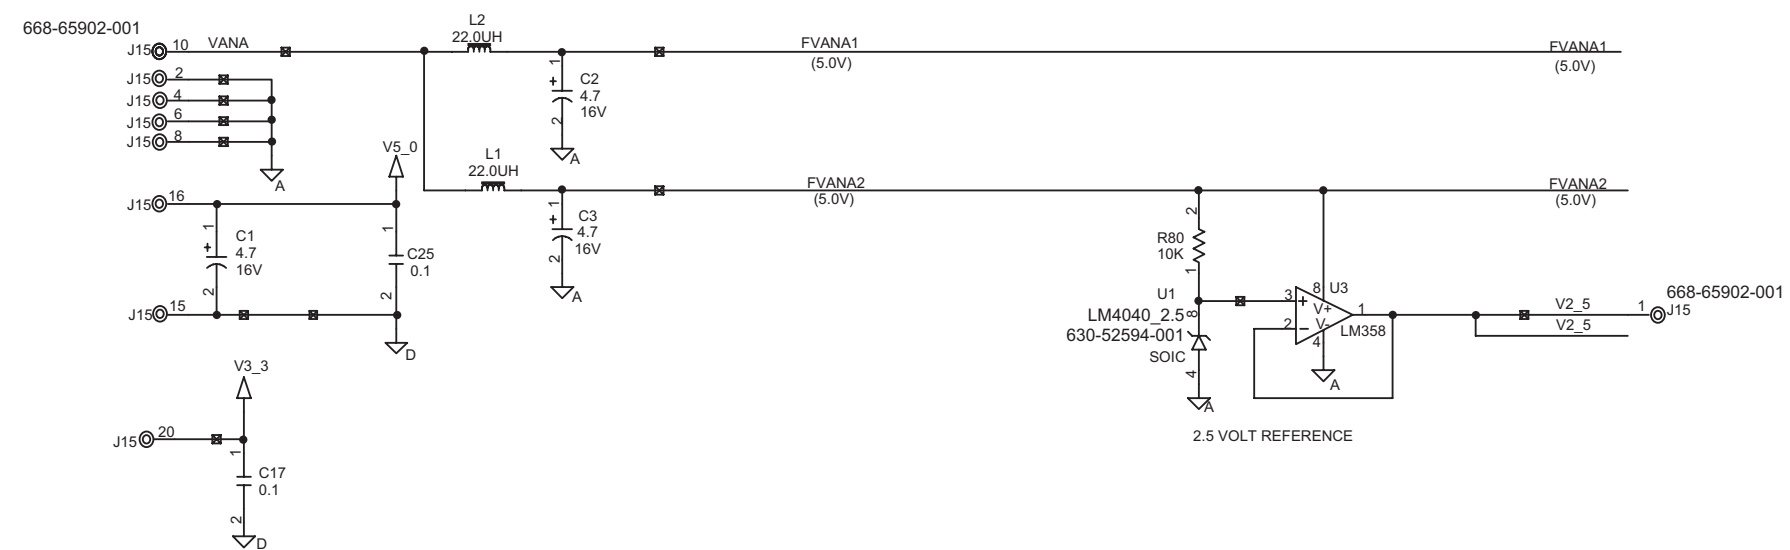 668-65902-001
J15 10 VANA
J15 2
J15 4
J15 6
J15 8
A
L2
22.0UH
1
+
C2
4.7
16V
2
A
FVANA1
(5.0V)
FVANA1
(5.0V)
L1
22.0UH
1
+
C3
4.7
16V
2
A
FVANA2
(5.0V)
FVANA2
(5.0V)
V5_0
J15 16
1
+
C1
4.7
16V
2
1
C25
0.1
2
J15 15
D
V3_3
J15 20
1
C17
0.1
2
D
2
R80
10K
1
U1
LM4040_2.5
630-52594-001
SOIC
8
4
A
3
+
2
–
8
U3
V+
V-
4
1
LM358
A
V2_5
V2_5
668-65902-001
1
J15
2.5 VOLT REFERENCE